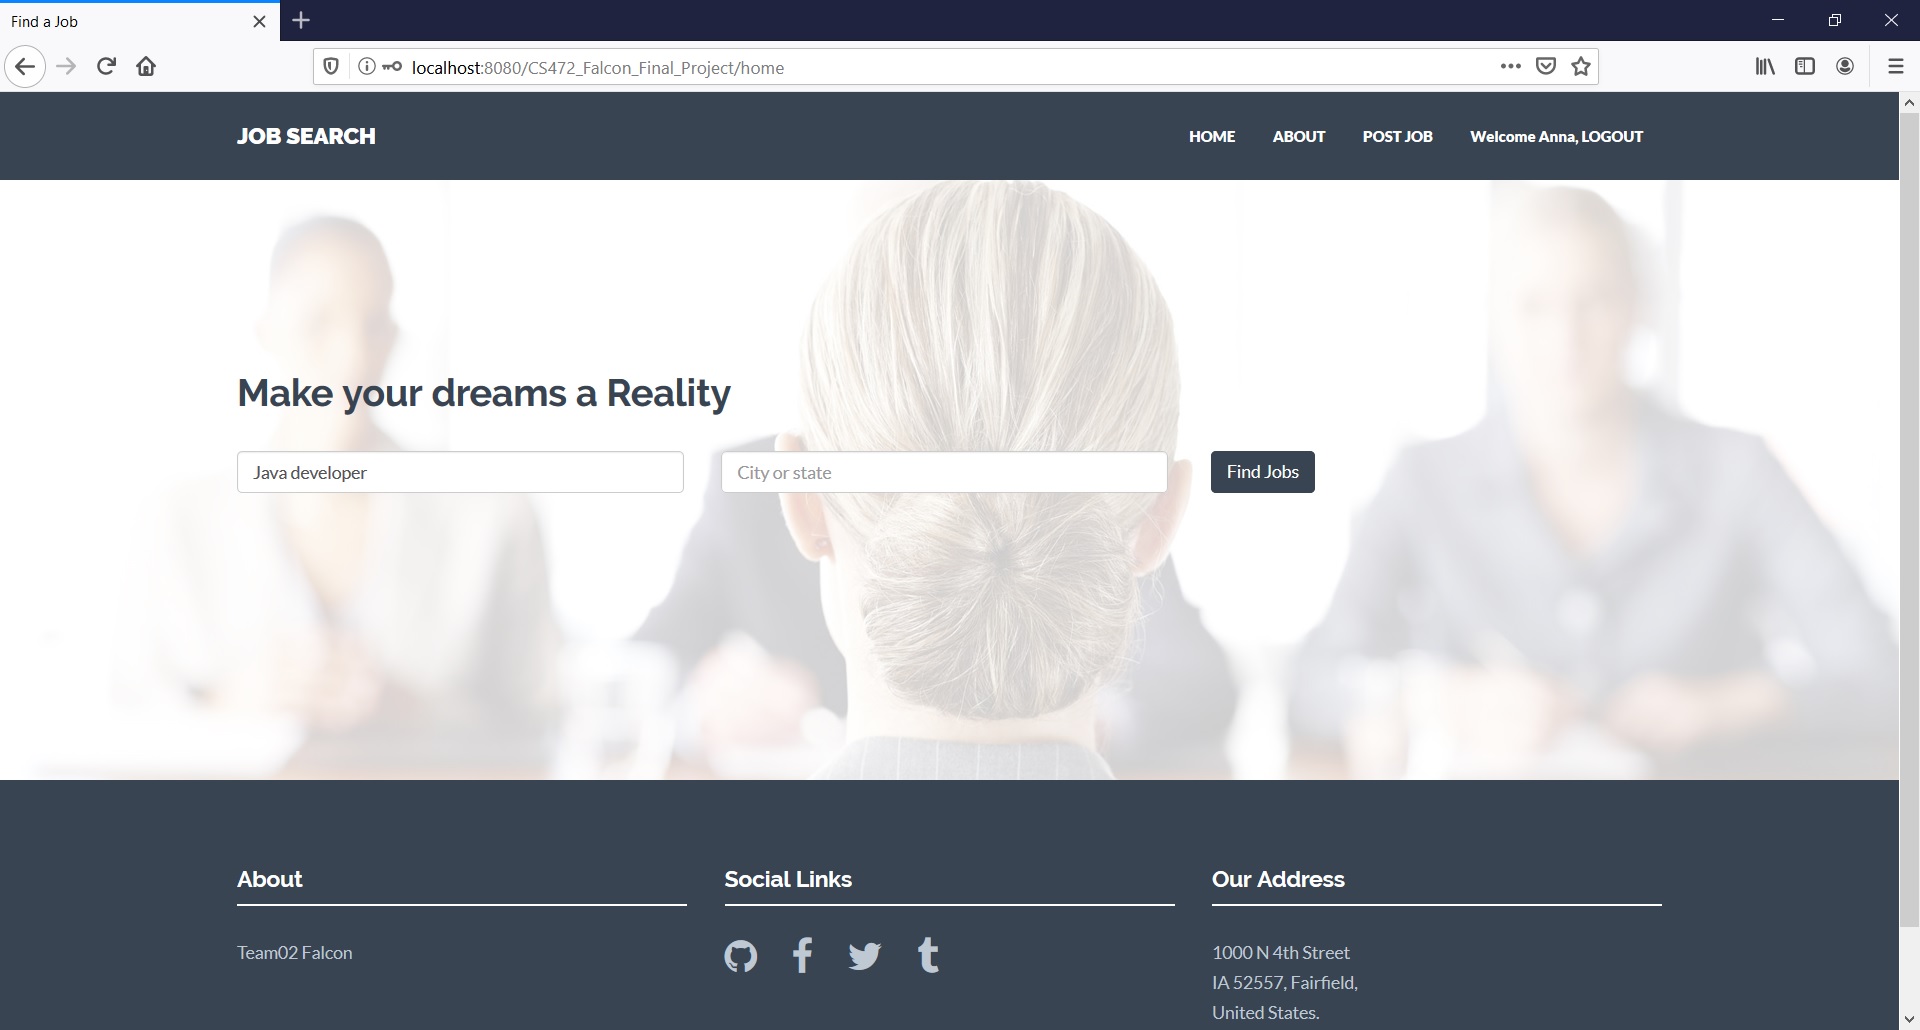 Find a Job
localhost:8080/CS472_Falcon_Final_Project/home
JOB SEARCH
HOME ABOUT POST JOB Welcome Anna, LOGOUT
Make your dreams a Reality
Java developer City or state Find Jobs
About Social Links Our Address
Team02 Falcon
1000 N 4th Street
IA 52557, Fairfield,
United States.